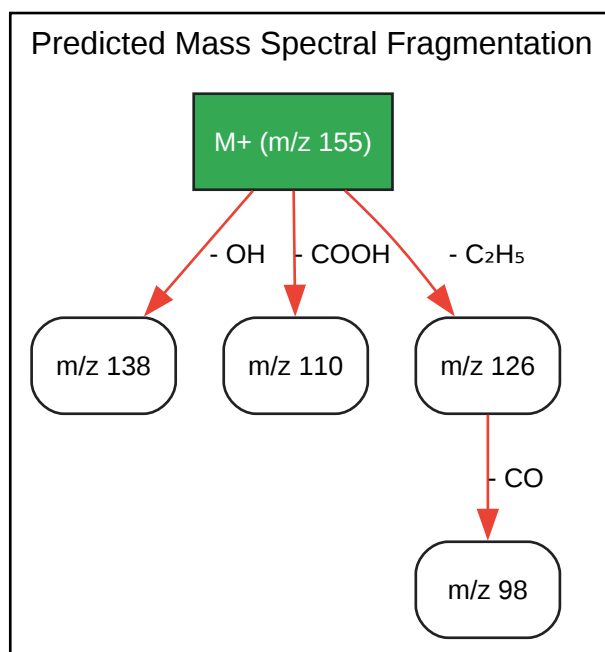 Predicted Mass Spectral Fragmentation
M+ (m/z 155)
- OH
- COOH
- C₂H₅
m/z 138
m/z 110
m/z 126
- CO
m/z 98